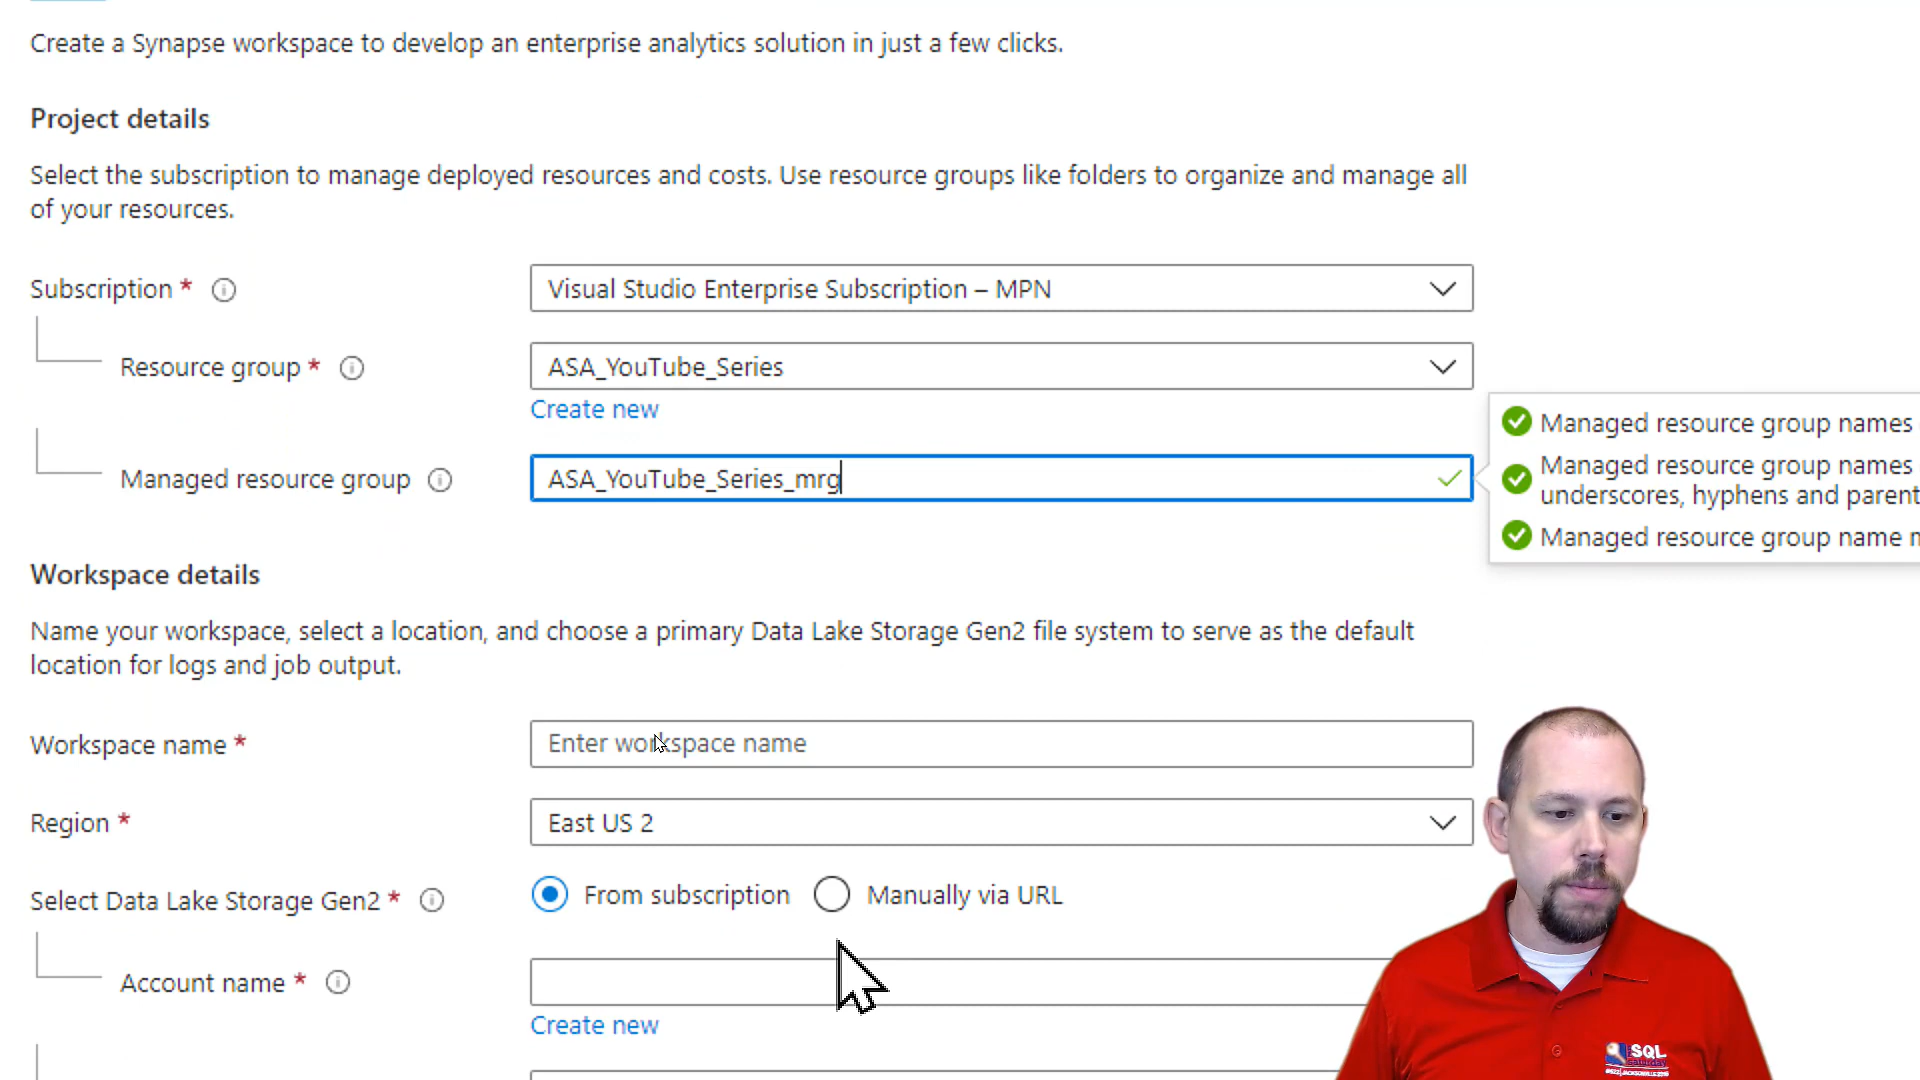 Create a Synapse workspace to develop an enterprise analytics solution in just a few clicks.
Project details
Select the subscription to manage deployed resources and costs. Use resource groups like folders to organize and manage all
of your resources.
Subscription *
Visual Studio Enterprise Subscription – MPN
Resource group *
ASA_YouTube_Series
Create new
Managed resource group names
Managed resource group names
underscores, hyphens and parent
Managed resource group name
Managed resource group
ASA_YouTube_Series_mrg
Workspace details
Name your workspace, select a location, and choose a primary Data Lake Storage Gen2 file system to serve as the default
location for logs and job output.
Workspace name *
Enter workspace name
Region *
East US 2
Select Data Lake Storage Gen2 *
From subscription
Manually via URL
Account name *
Create new
SQL